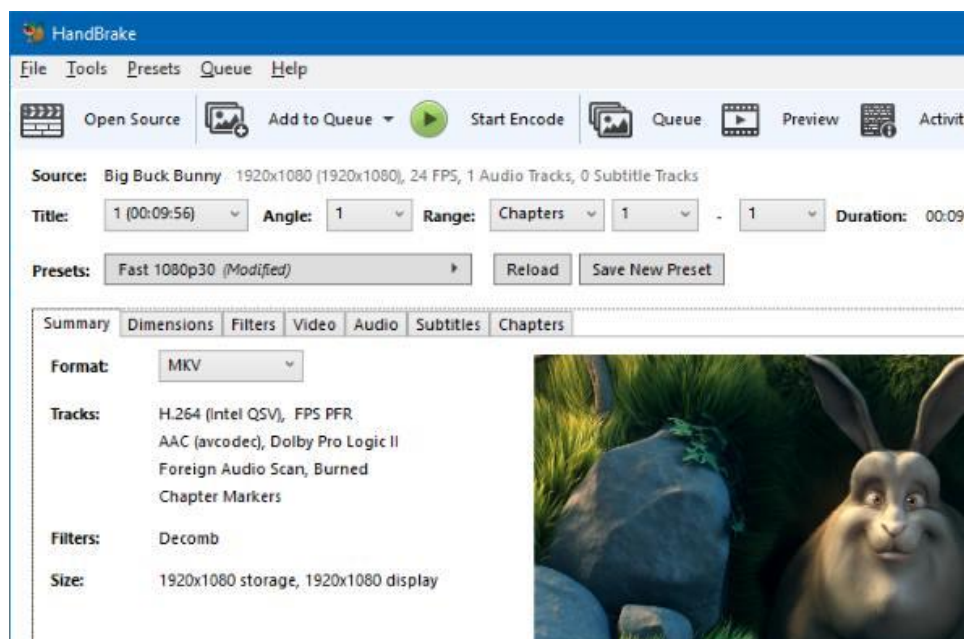 HandBrake
File Tools Presets Queue Help
Open Source Add to Queue Start Encode Queue Preview Activit
Source: Big Buck Bunny 1920x1080 (1920x1080), 24 FPS, 1 Audio Tracks, 0 Subtitle Tracks
Title: 1 (00:09:56) Angle: 1 Range: Chapters 1 - 1 Duration: 00:09
Presets: Fast 1080p30 (Modified) Reload Save New Preset
Summary Dimensions Filters Video Audio Subtitles Chapters
Format: MKV
Tracks: H.264 (Intel QSV), FPS PFR
AAC (avcodec), Dolby Pro Logic II
Foreign Audio Scan, Burned
Chapter Markers
Filters: Decomb
Size: 1920x1080 storage, 1920x1080 display